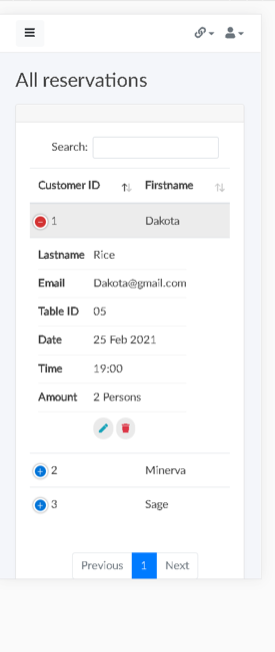 All reservations
Search:
Customer ID Firstname
1 Dakota
Lastname Rice
Email Dakota@gmail.com
Table ID 05
Date 25 Feb 2021
Time 19:00
Amount 2 Persons
2 Minerva
3 Sage
Previous 1 Next